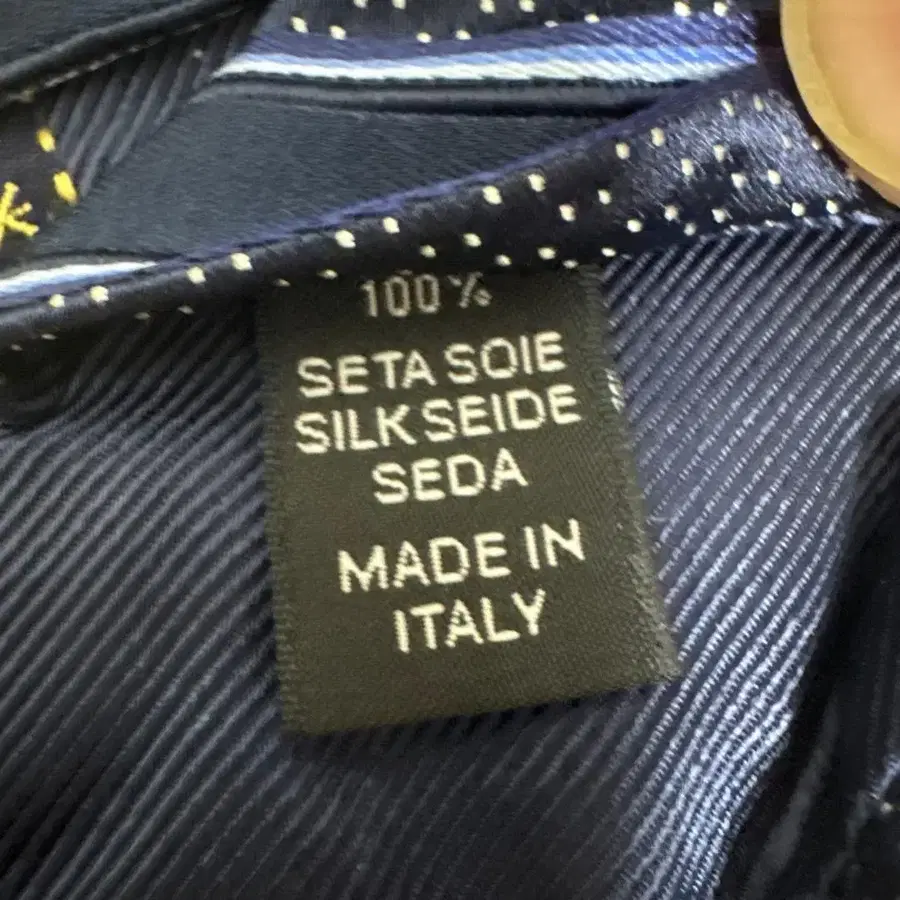 100%
SETA SOIE
SILK SEIDE
SEDA
MADE IN
ITALY